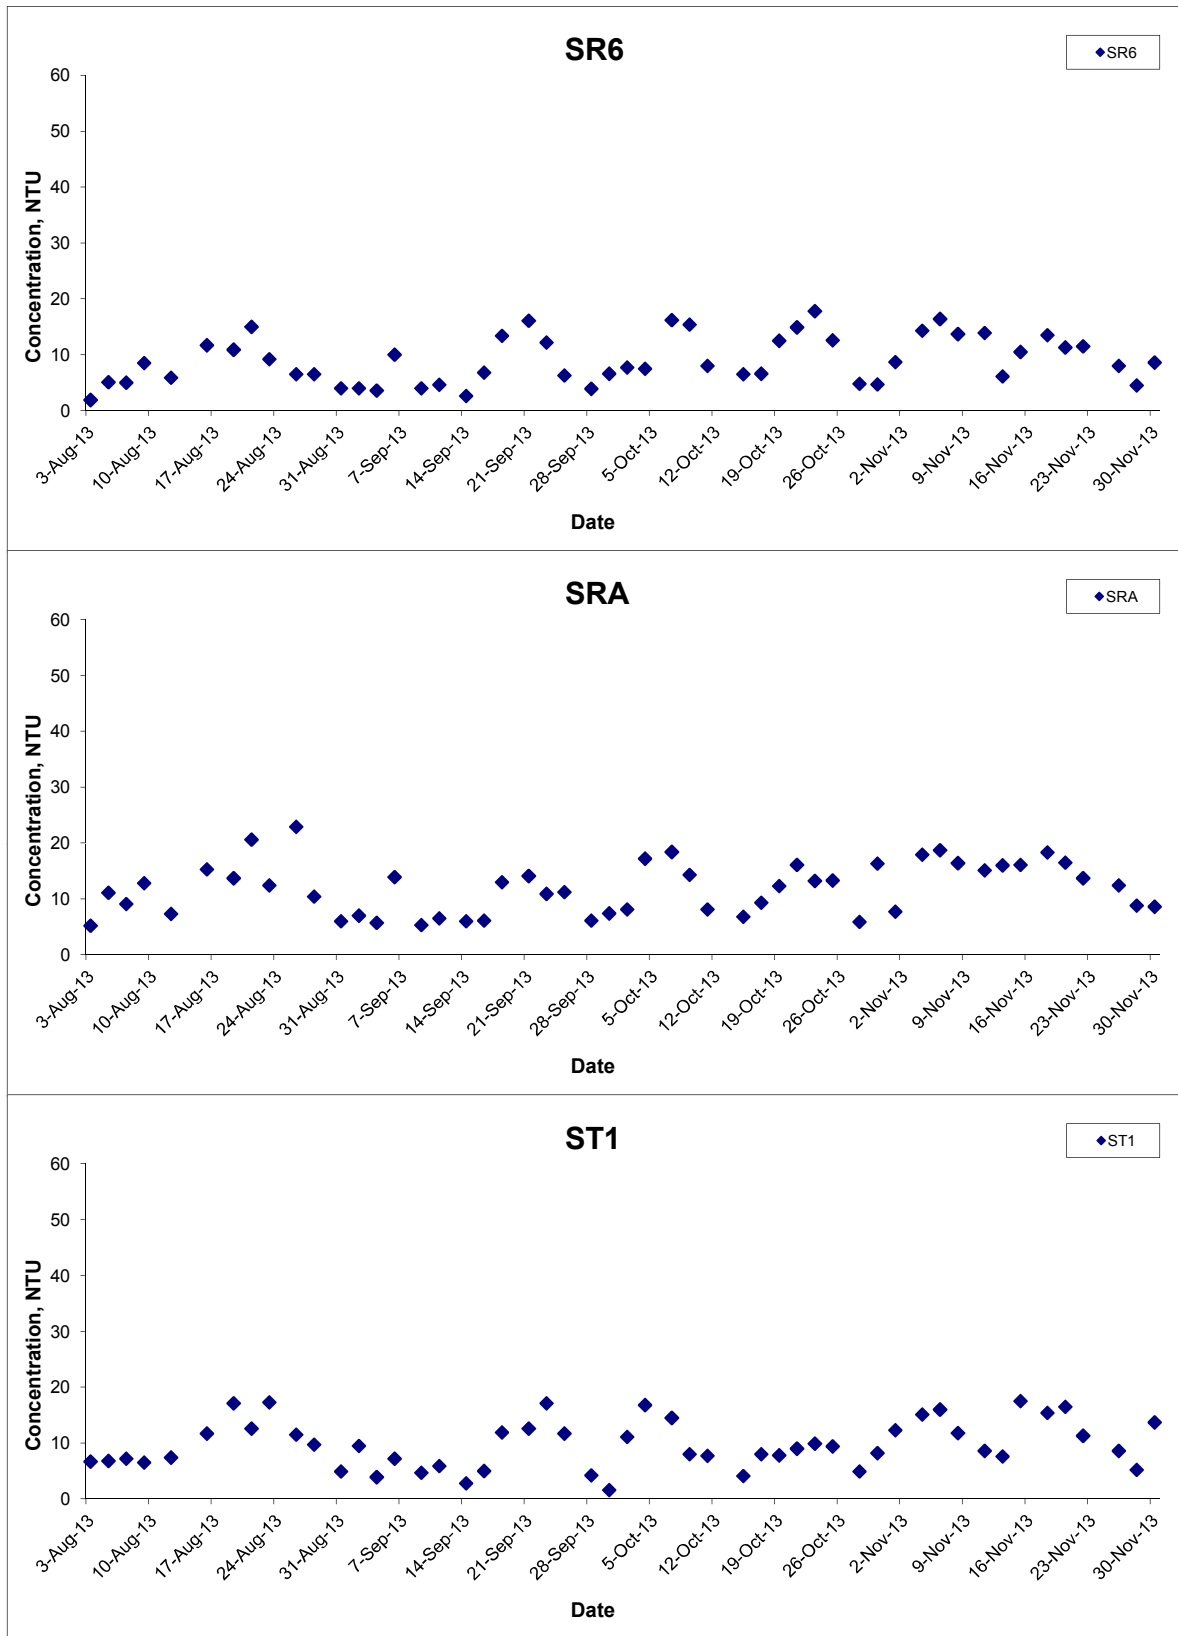 SR6
SR6
60
50
40
30
20
10
0
Concentration, NTU
3-Aug-13
10-Aug-13
17-Aug-13
24-Aug-13
31-Aug-13
7-Sep-13
14-Sep-13
21-Sep-13
28-Sep-13
5-Oct-13
12-Oct-13
19-Oct-13
26-Oct-13
2-Nov-13
9-Nov-13
16-Nov-13
23-Nov-13
30-Nov-13
Date
SRA
SRA
60
50
40
30
20
10
0
Concentration, NTU
3-Aug-13
10-Aug-13
17-Aug-13
24-Aug-13
31-Aug-13
7-Sep-13
14-Sep-13
21-Sep-13
28-Sep-13
5-Oct-13
12-Oct-13
19-Oct-13
26-Oct-13
2-Nov-13
9-Nov-13
16-Nov-13
23-Nov-13
30-Nov-13
Date
ST1
ST1
60
50
40
30
20
10
0
Concentration, NTU
3-Aug-13
10-Aug-13
17-Aug-13
24-Aug-13
31-Aug-13
7-Sep-13
14-Sep-13
21-Sep-13
28-Sep-13
5-Oct-13
12-Oct-13
19-Oct-13
26-Oct-13
2-Nov-13
9-Nov-13
16-Nov-13
23-Nov-13
30-Nov-13
Date